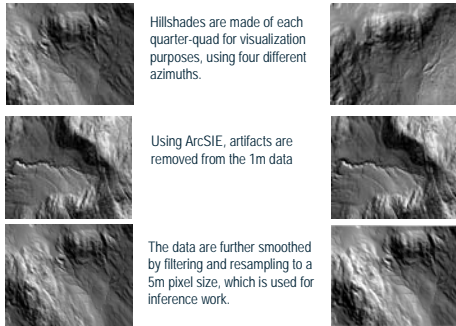 Hillshades are made of each
quarter-quad for visualization
purposes, using four different
azimuths.
Using ArcSIE, artifacts are
removed from the 1m data
The data are further smoothed
by filtering and resampling to a
5m pixel size, which is used for
inference work.